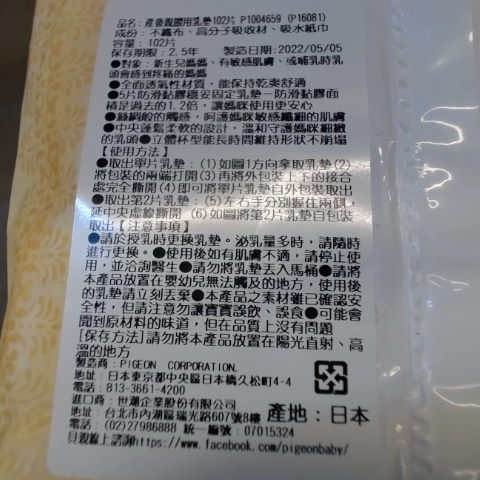 品名:產後親國用乳墊102片 P1004659 (P16081)
成份:不織布、高分子吸收材、吸水紙巾
容量:102片
保存期限:2.5年 製造日期:2022/05/05
●對象:新生兒媽媽、有敏感肌膚、或哺乳時乳
頭會感到疼痛的媽媽
●全面透氣性材質,能保持乾爽舒適
●5片防滑黏膠穩妥固定乳墊—防滑黏膠面
積是過去的1.2倍,讓媽咪使用更安心
●絲綢般的觸感,呵護媽咪敏感纖細的肌膚
●中央蓬鬆柔軟的設計,溫和守護媽咪細緻
的乳頭●立體杯型能長時間維持形狀不崩塌
【使用方法】
●取出單片乳墊:(1)如圖1方向拿取乳墊(2)
將包裝的兩端打開(3)再將外包裝上下的接合
處完全撕開(4)即可將單片乳墊自外包裝取出
●取出第2片乳墊:(5)左右手分別握住兩側,
延中央虛線撕開 (6)如圖將第2片乳墊自包裝
取出【注意事項】
●請於授乳時更換乳墊。泌乳量多時,請隨時
進行更換。●使用後如有肌膚不適,請停止使
用,並洽詢醫生●請勿將乳墊丟入馬桶●請將
本產品放置在嬰幼兒無法觸及的地方,使用後
的乳墊請立刻丟棄●本產品之素材雖已確認安
全性,但請注意勿讓寶寶誤飲、誤食●可能會
聞到原材料的味道,但在品質上沒有問題
[保存方法]請勿將本產品放置在陽光直射、高
溫的地方
製造商:PIGEON CORPORATION.
地址:日本東京都中央區日本橋久松町4-4
電話:813-3661-4200
進口商:世潮企業股份有限公司
地址:台北市內湖區瑞光路607號8樓
電話:(02)27986888 統一編號:07015324
貝親線上諮詢https://www.facebook.com/pigeonbaby/
產地:日本